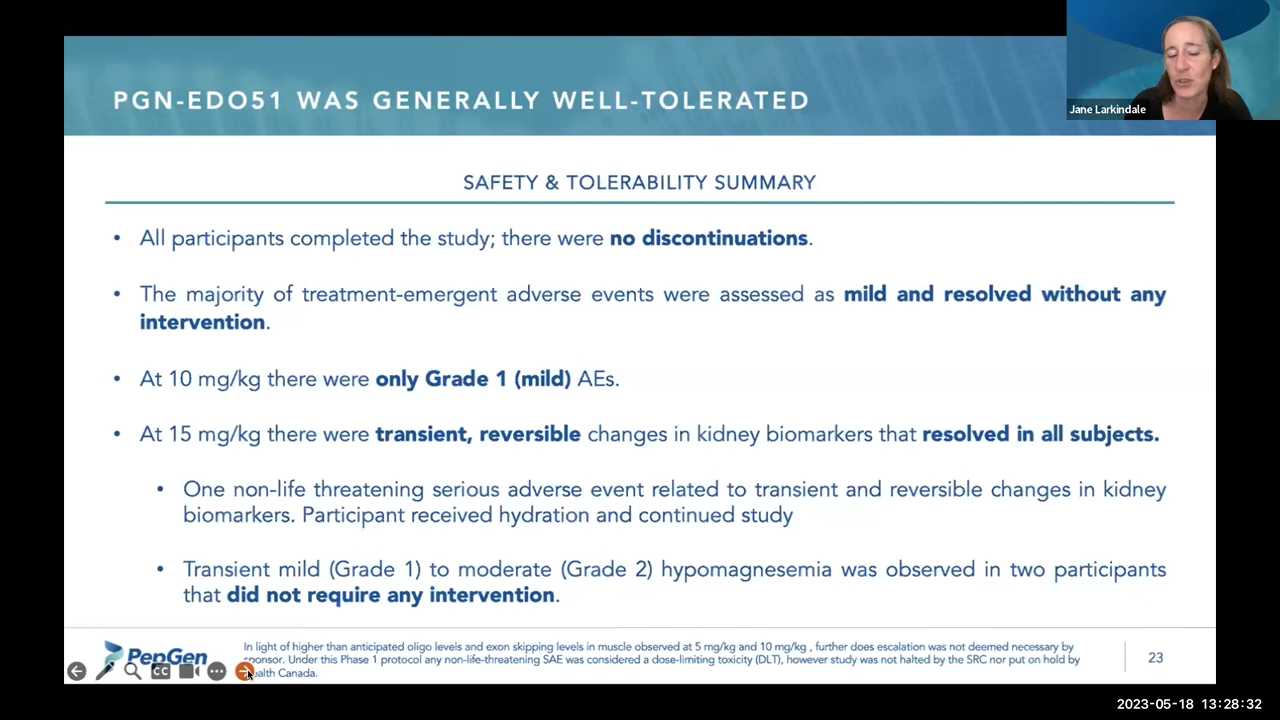 PGN-EDO51 WAS GENERALLY WELL-TOLERATED
Jane Larkindale
SAFETY & TOLERABILITY SUMMARY
• All participants completed the study; there were no discontinuations.
• The majority of treatment-emergent adverse events were assessed as mild and resolved without any
intervention.
• At 10 mg/kg there were only Grade 1 (mild) AEs.
• At 15 mg/kg there were transient, reversible changes in kidney biomarkers that resolved in all subjects.
• One non-life threatening serious adverse event related to transient and reversible changes in kidney
biomarkers. Participant received hydration and continued study
• Transient mild (Grade 1) to moderate (Grade 2) hypomagnesemia was observed in two participants
that did not require any intervention.
PepGen
CC
In light of higher than anticipated oligo levels and exon skipping levels in muscle observed at 5 mg/kg and 10 mg/kg , further does escalation was not deemed necessary by
sponsor. Under this Phase 1 protocol any non-life-threatening SAE was considered a dose-limiting toxicity (DLT), however study was not halted by the SRC nor put on hold by
Health Canada.
23
2023-05-18 13:28:32